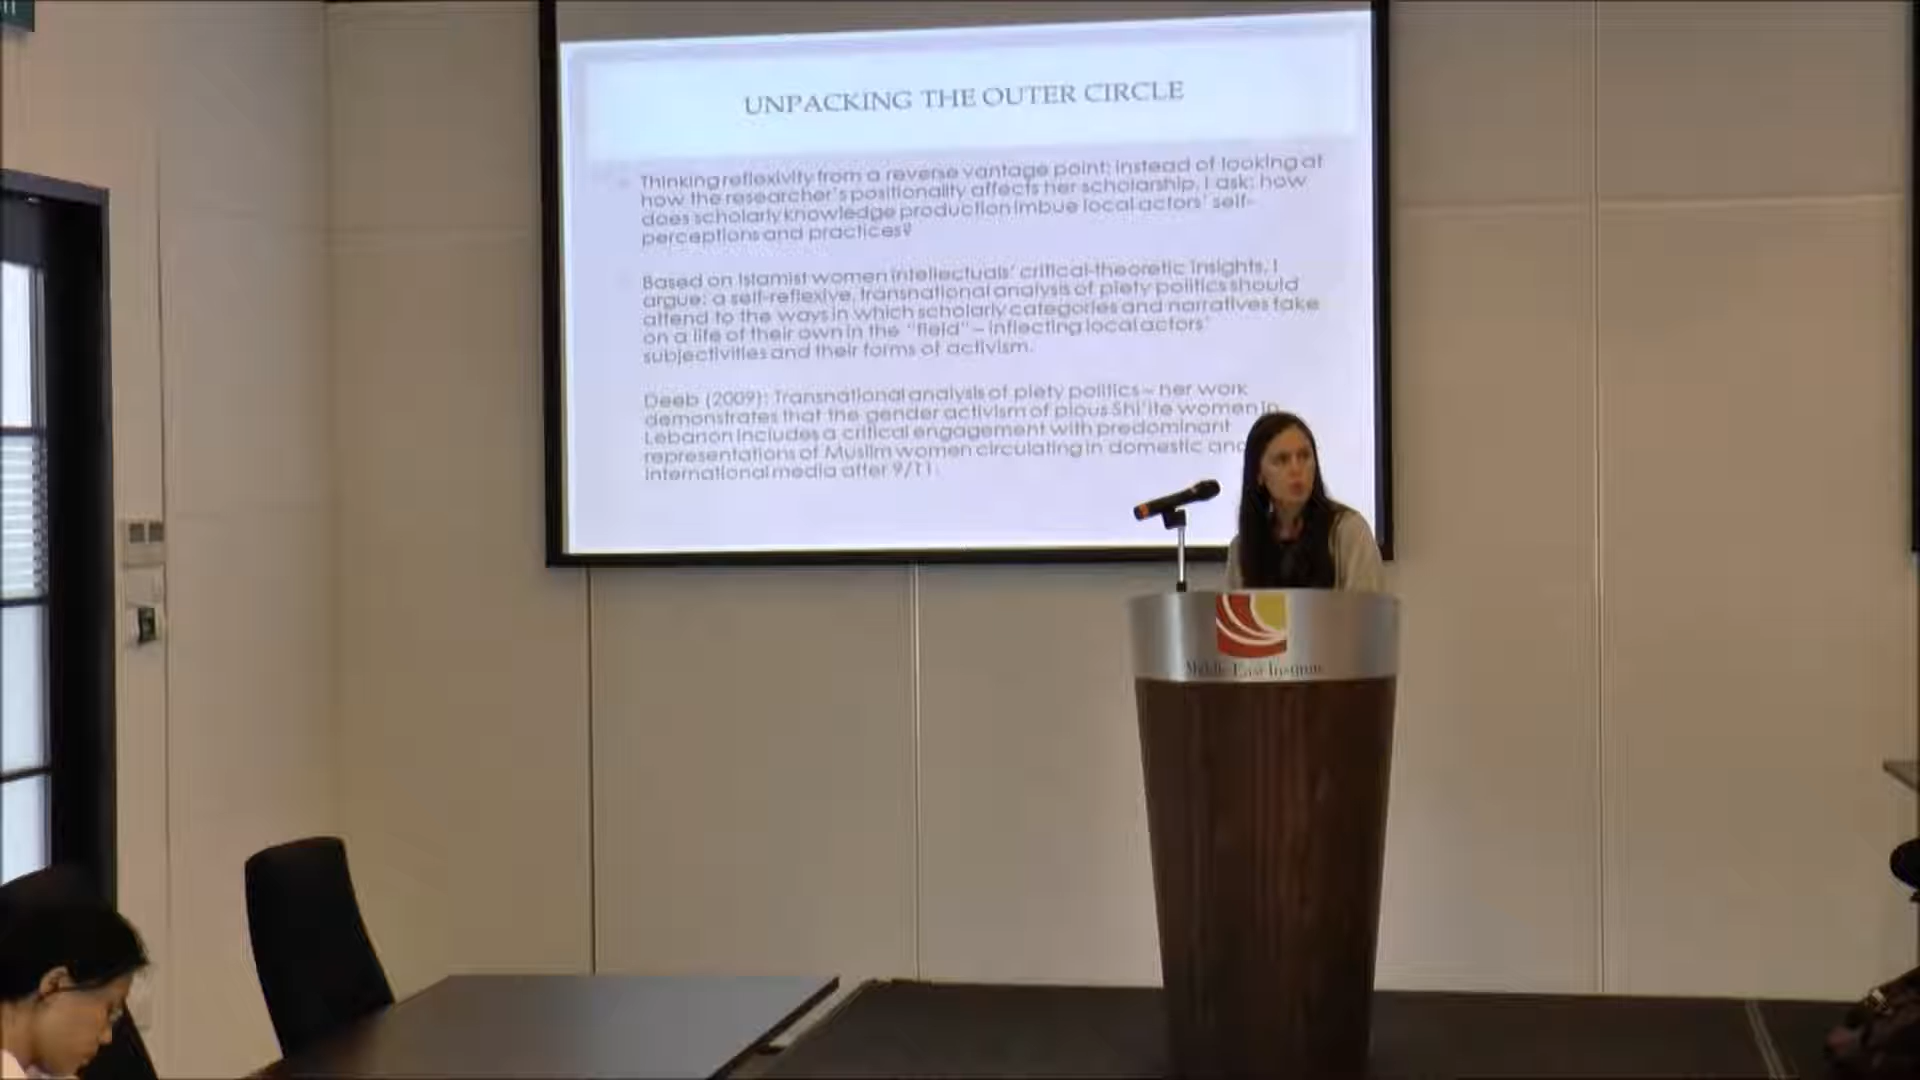 UNPACKING THE OUTER CIRCLE
Thinking reflexivity from a reverse vantage point: instead of looking at
how the researcher's positionality affects her scholarship, I ask: how
does scholarly knowledge production imbue local actors' self-
perceptions and practices?
Based on Islamist women intellectuals' critical-theoretic insights, I
argue: a self-reflexive, transnational analysis of piety politics should
attend to the ways in which scholarly categories and narratives take
on a life of their own in the "field" – inflecting local actors'
subjectivities and their forms of activism.
Deeb (2009): Transnational analysis of piety politics – her work
demonstrates that the gender activism of pious Shi'ite women in
Lebanon includes a critical engagement with predominant
representations of Muslim women circulating in domestic and
international media after 9/11.
Middle East Institute